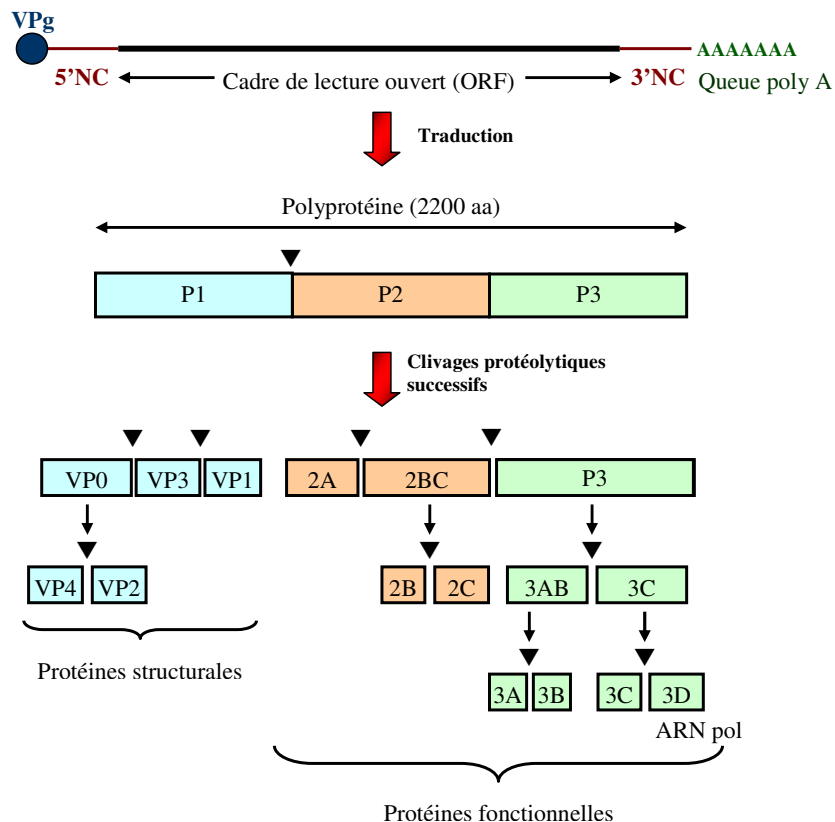 VPg
AAAAAAA
5’NC
Cadre de lecture ouvert (ORF)
3’NC
Queue poly A
Traduction
Polyprotéine (2200 aa)
P1
P2
P3
Clivages protéolytiques
successifs
VP0
VP3
VP1
2A
2BC
P3
VP4
VP2
2B
2C
3AB
3C
Protéines structurales
3A
3B
3C
3D
ARN pol
Protéines fonctionnelles